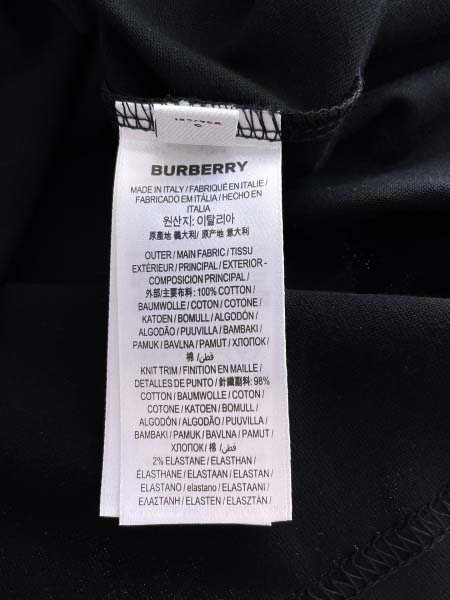 BURBERRY
MADE IN ITALY / FABRIQUÉ EN ITALIE /
FABRICADO EM ITÁLIA / HECHO EN
ITALIA
원산지: 이탈리아
原產地 義大利 / 原产地 意大利
OUTER / MAIN FABRIC / TISSU
EXTÉRIEUR / PRINCIPAL / EXTERIOR -
COMPOSICION PRINCIPAL /
外部/主要布料: 100% COTTON /
BAUMWOLLE / COTON / COTONE /
KATOEN / BOMULL / ALGODÓN /
ALGODÃO / PUUVILLA / BAMBAKI /
PAMUK / BAVLNA / PAMUT / ХЛОПОК /
棉 / قطن /
KNIT TRIM / FINITION EN MAILLE /
DETALLES DE PUNTO / 針織副料: 98%
COTTON / BAUMWOLLE / COTON /
COTONE / KATOEN / BOMULL /
ALGODÓN / ALGODÃO / PUUVILLA /
BAMBAKI / PAMUK / BAVLNA / PAMUT /
ХЛОПОК / 棉 / قطن /
2% ELASTANE / ELASTHAN /
ÉLASTHANE / ELASTAAN / ELASTAN /
ELASTANO / elastano / ELASTAANI /
ΕΛΑΣΤΑΝΗ / ELASTEN / ELASZTÁN /